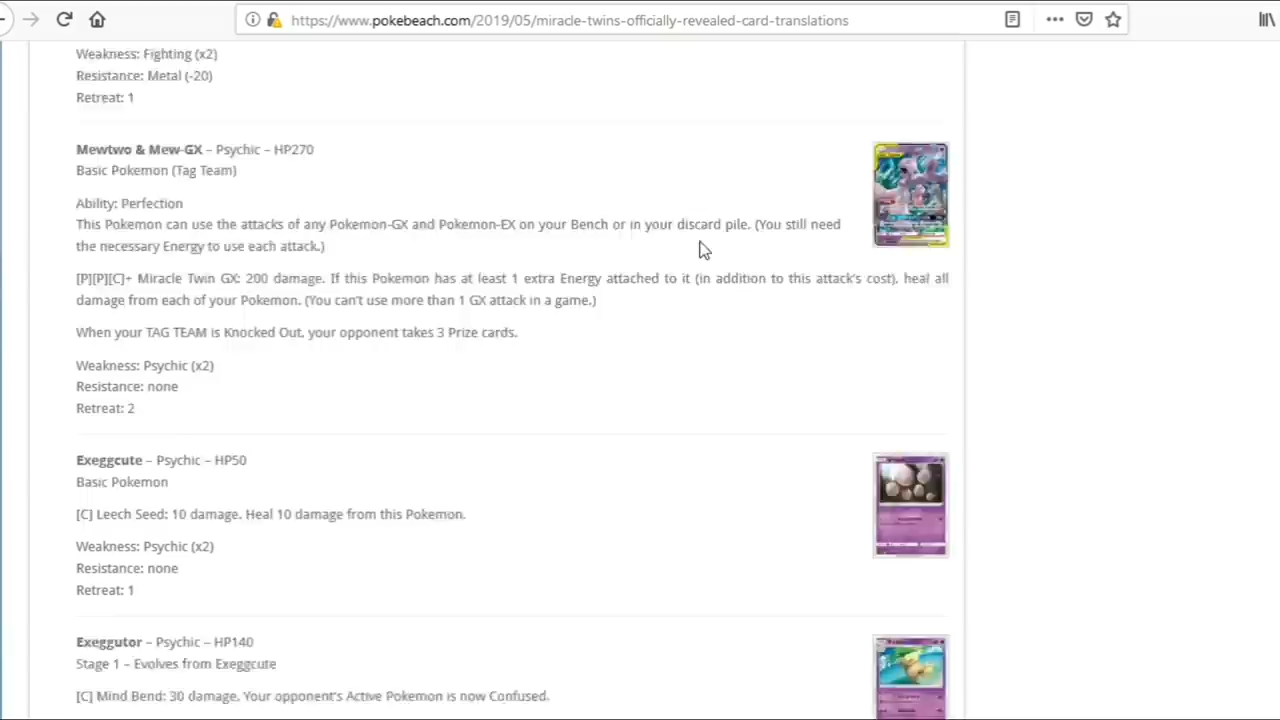 https://www.pokebeach.com/2019/05/miracle-twins-officially-revealed-card-translations
Weakness: Fighting (x2)
Resistance: Metal (-20)
Retreat: 1
Mewtwo & Mew-GX – Psychic – HP270
Basic Pokemon (Tag Team)
Ability: Perfection
This Pokemon can use the attacks of any Pokemon-GX and Pokemon-EX on your Bench or in your discard pile. (You still need
the necessary Energy to use each attack.)
[P][P][C]+ Miracle Twin GX: 200 damage. If this Pokemon has at least 1 extra Energy attached to it (in addition to this attack's cost), heal all
damage from each of your Pokemon. (You can't use more than 1 GX attack in a game.)
When your TAG TEAM is Knocked Out, your opponent takes 3 Prize cards.
Weakness: Psychic (x2)
Resistance: none
Retreat: 2
Exeggcute – Psychic – HP50
Basic Pokemon
[C] Leech Seed: 10 damage. Heal 10 damage from this Pokemon.
Weakness: Psychic (x2)
Resistance: none
Retreat: 1
Exeggutor – Psychic – HP140
Stage 1 – Evolves from Exeggcute
[C] Mind Bend: 30 damage. Your opponent's Active Pokemon is now Confused.